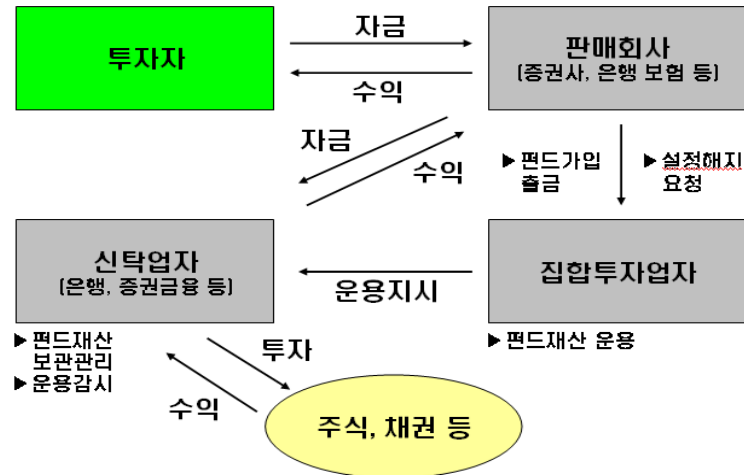 투자자
자금
수익
판매회사
(증권사, 은행 보험 등)
자금
수익
▶ 펀드가입
출금
▶ 설정해지
요청
신탁업자
(은행, 증권금융 등)
운용지시
집합투자업자
▶ 펀드재산
보관관리
▶ 운용감시
▶ 펀드재산 운용
투자
수익
주식, 채권 등